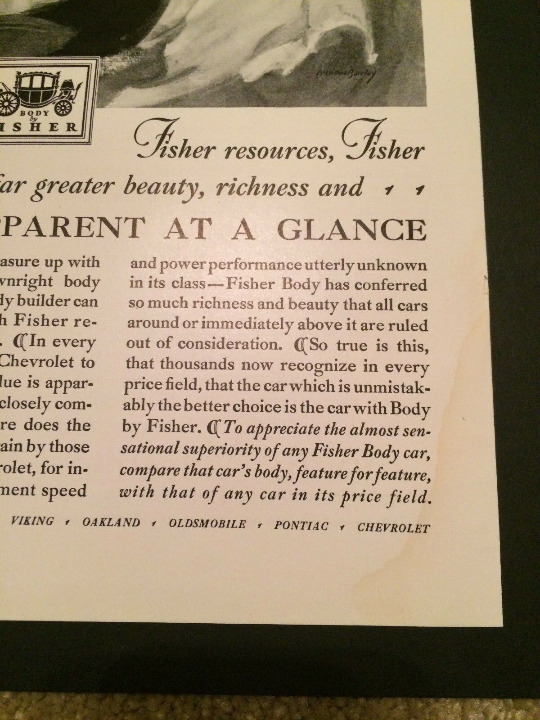 BODY
by
FISHER
Fisher resources, Fisher
far greater beauty, richness and
APPARENT AT A GLANCE
asure up with
wnright body
dy builder can
h Fisher re-
. ⸿In every
Chevrolet to
lue is appar-
closely com-
re does the
ain by those
rolet, for in-
ment speed
and power performance utterly unknown
in its class—Fisher Body has conferred
so much richness and beauty that all cars
around or immediately above it are ruled
out of consideration. ⸿So true is this,
that thousands now recognize in every
price field, that the car which is unmistak-
ably the better choice is the car with Body
by Fisher. ⸿To appreciate the almost sen-
sational superiority of any Fisher Body car,
compare that car's body, feature for feature,
with that of any car in its price field.
VIKING OAKLAND OLDSMOBILE PONTIAC CHEVROLET